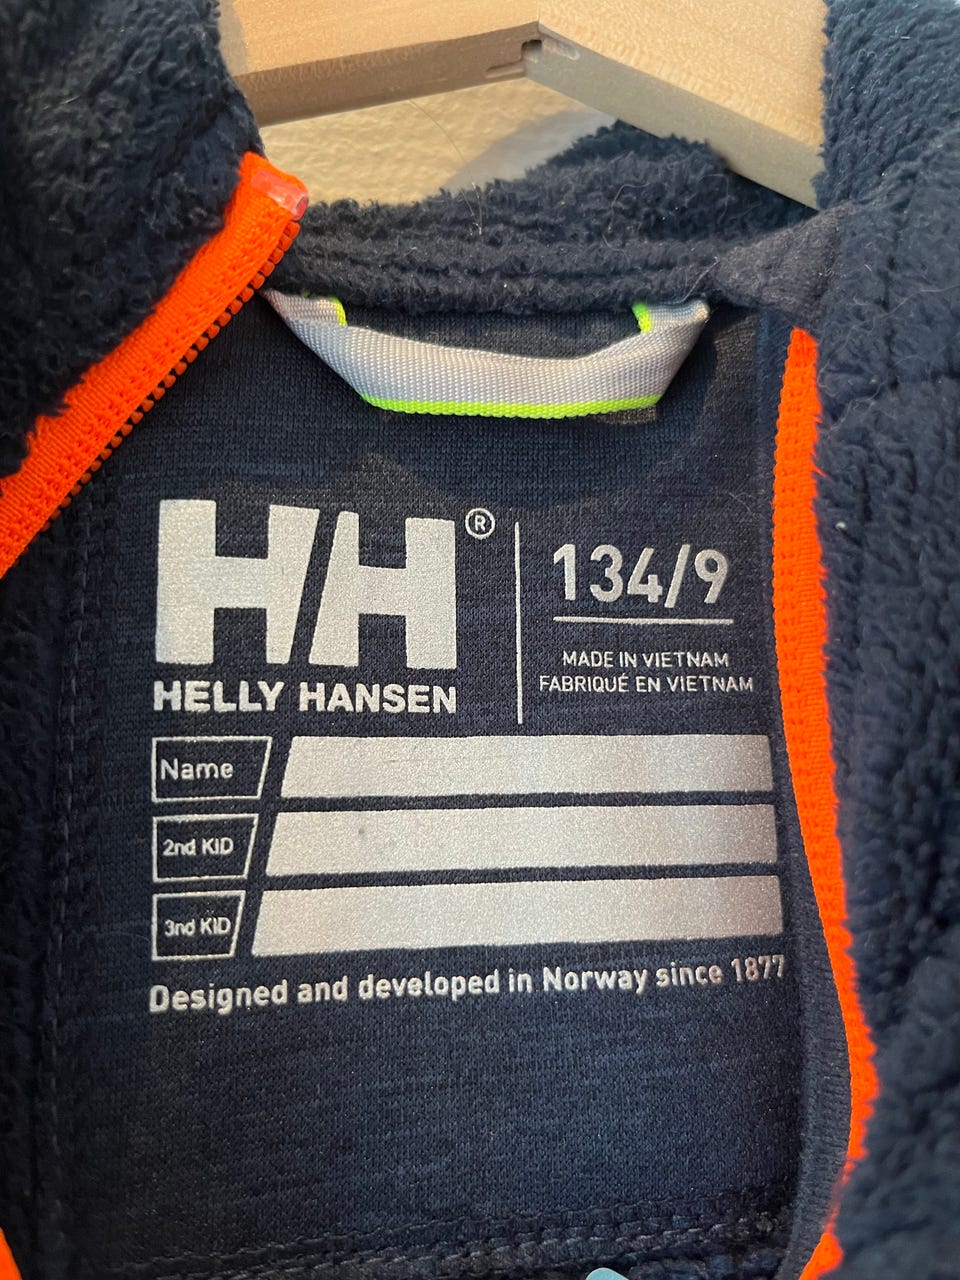 HH®
HELLY HANSEN
134/9
MADE IN VIETNAM
FABRIQUÉ EN VIETNAM
Name
2nd KID
3nd KID
Designed and developed in Norway since 1877